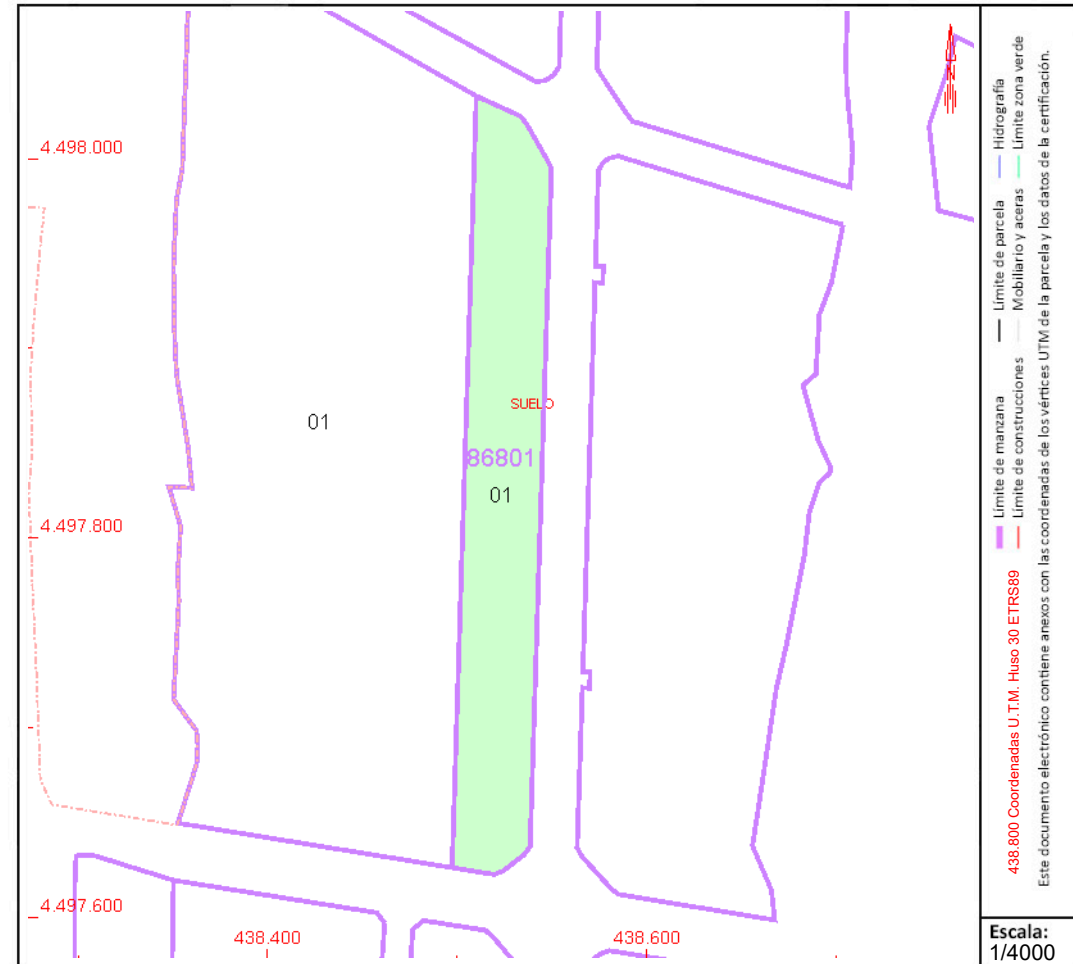 4.498.000
SUELO
01
86801
01
4.497.800
4.497.600
438.400
438.600
Límite de manzana
Límite de parcela
Hidrografía
Límite de construcciones
Mobiliario y aceras
Límite zona verde
438.800 Coordenadas U.T.M. Huso 30 ETRS89
Este documento electrónico contiene anexos con las coordenadas de los vértices UTM de la parcela y los datos de la certificación.
Escala:
1/4000